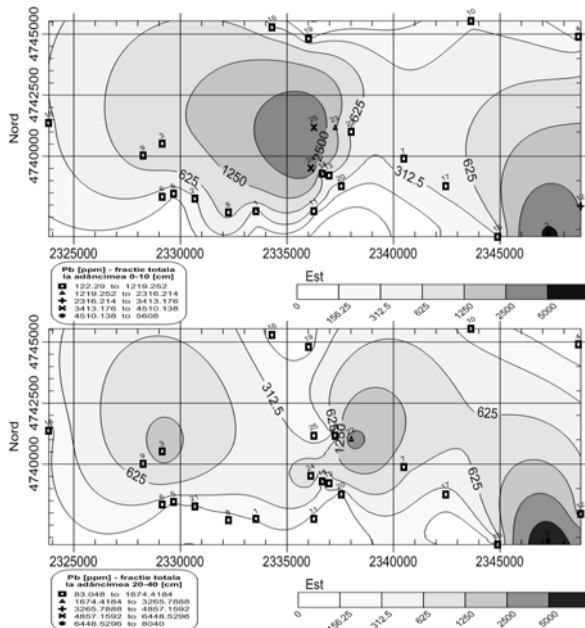 4745000
4742500
4740000
Nord
625
2500
1250
625
312.5
625
2325000 2330000 2335000 2340000 2345000
Pb [ppm] - fractie totala
la adâncimea 0-10 [cm]
122.29 to 1219.252
1219.252 to 2316.214
2316.214 to 3413.176
3413.176 to 4510.138
4510.138 to 5608
Est
0 156.25 312.5 625 1250 2500 5000
4745000
4742500
4740000
Nord
312.5
625
1250
625
625
625
2325000 2330000 2335000 2340000 2345000
Pb [ppm] - fractie totala
la adâncimea 20-40 [cm]
83.048 to 1674.4184
1674.4184 to 3265.7888
3265.7888 to 4857.1592
4857.1592 to 6448.5296
6448.5296 to 8040
Est
0 156.25 312.5 625 1250 2500 5000